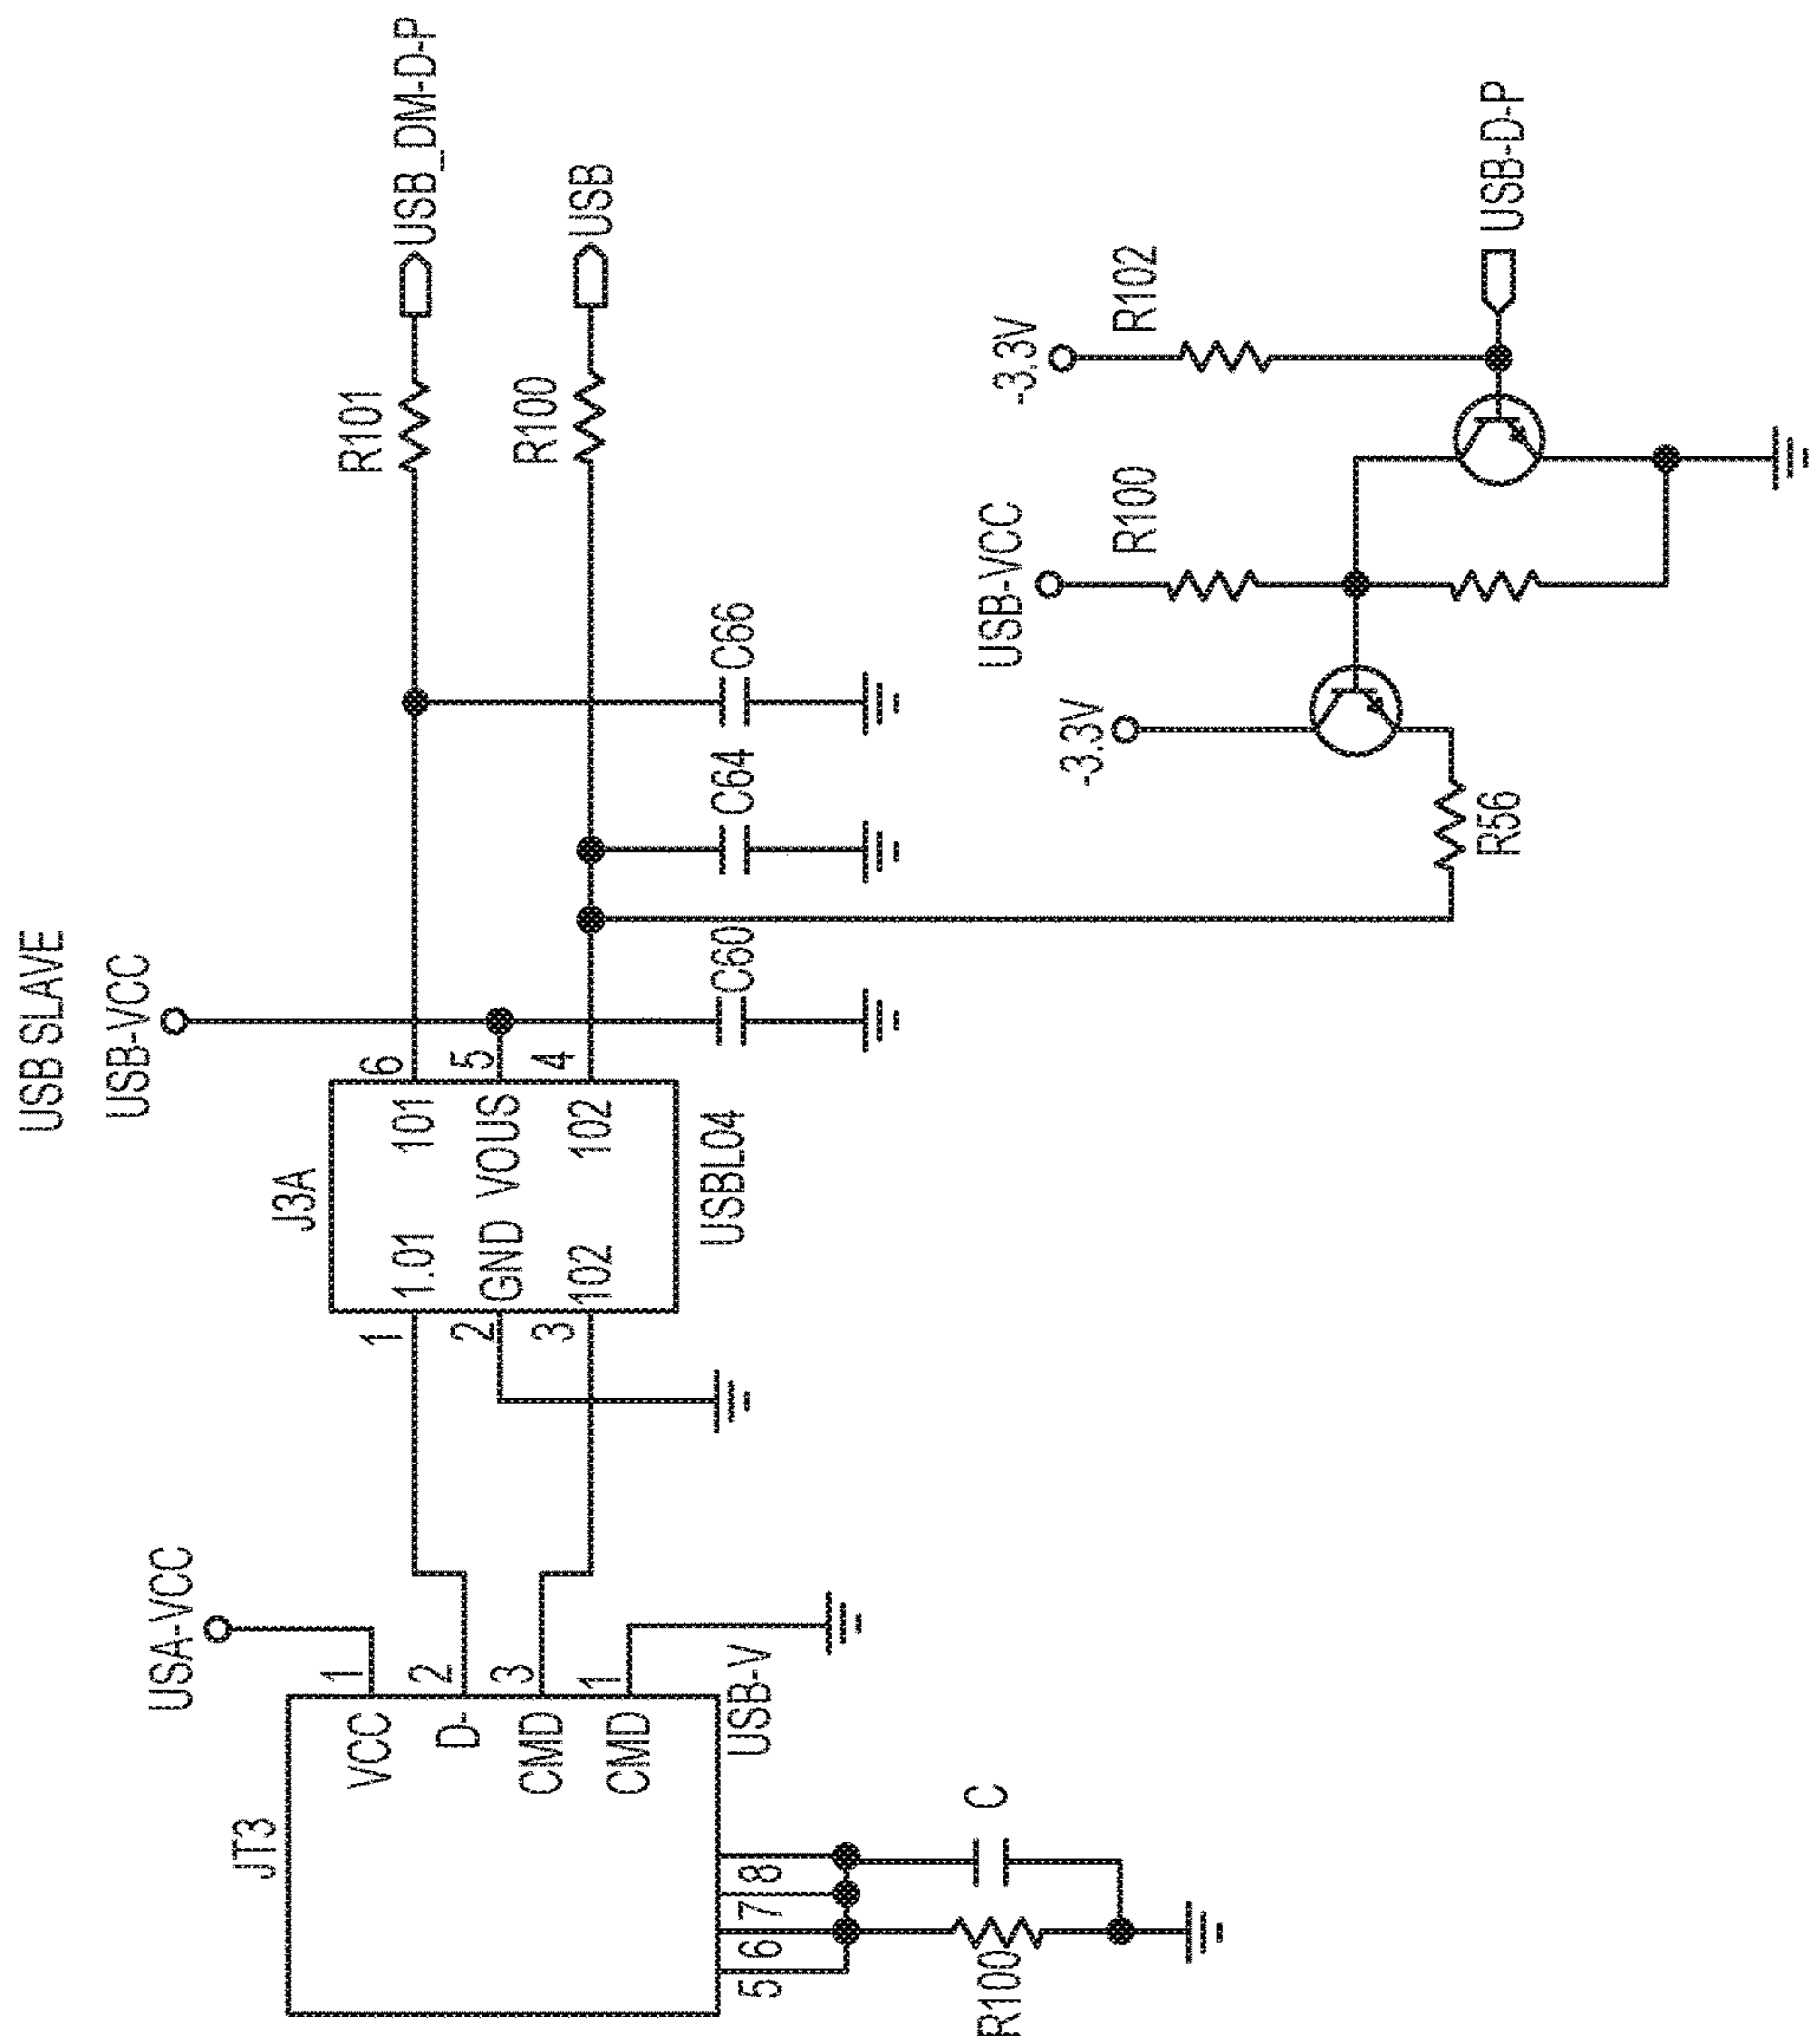 USB SLAVE
USB-VCC
USA-VCC
JT3
VCC
1
D-
2
CMD
3
CMD
1
USB-V
5
6
7
8
R100
C
J3A
1
1.01
101
6
2
GND VOUS
5
3
102
102
4
USBL04
C60
C64
C66
R101
USB_DM-D-P
R100
USB
R56
-3.3V
USB-VCC
R100
-3.3V
R102
USB-D-P